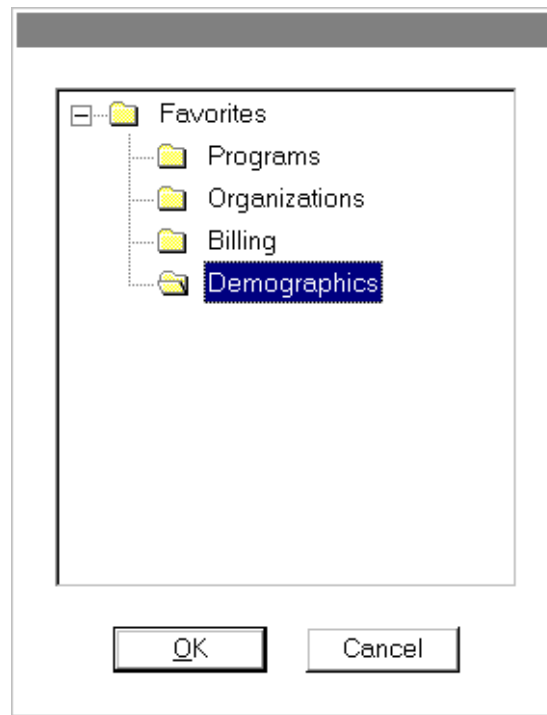 Favorites
Programs
Organizations
Billing
Demographics
OK Cancel